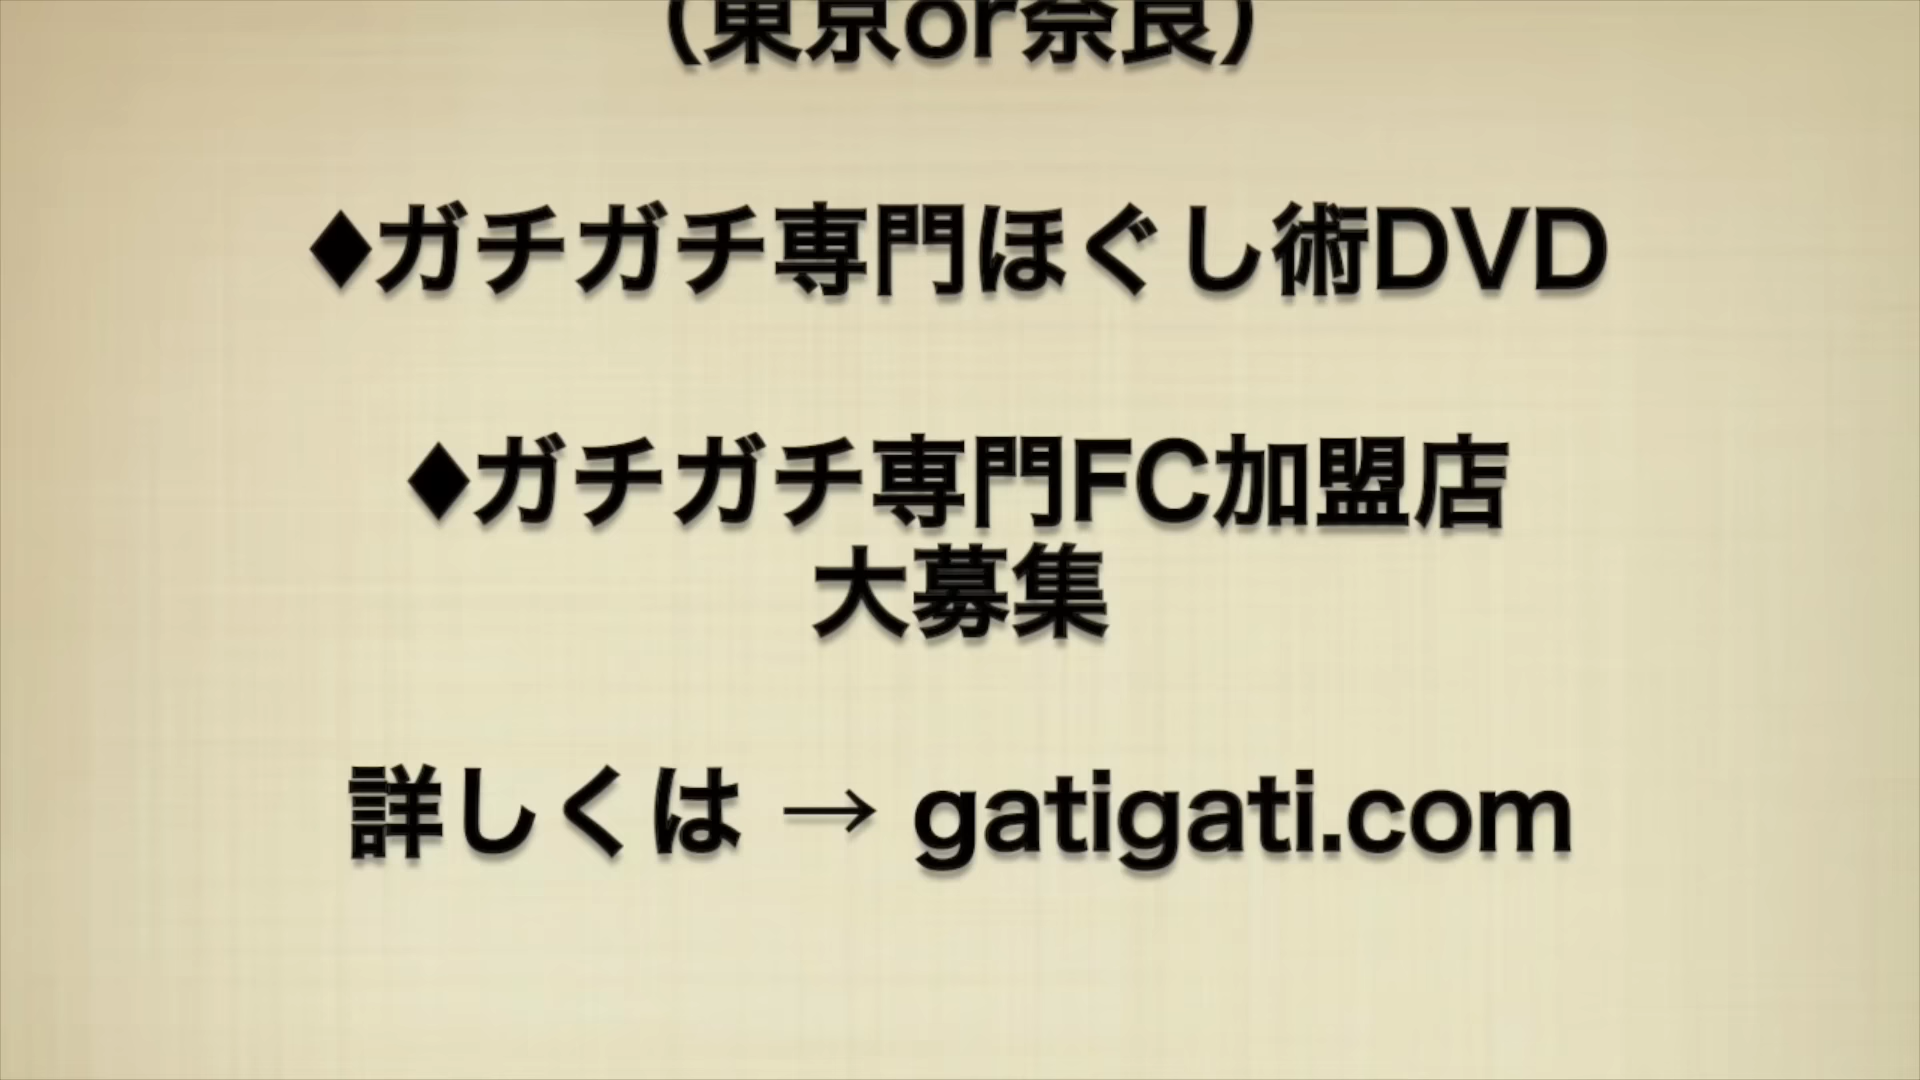 （東京or奈良）
♦ガチガチ専門ほぐし術DVD
♦ガチガチ専門FC加盟店
大募集
詳しくは → gatigati.com